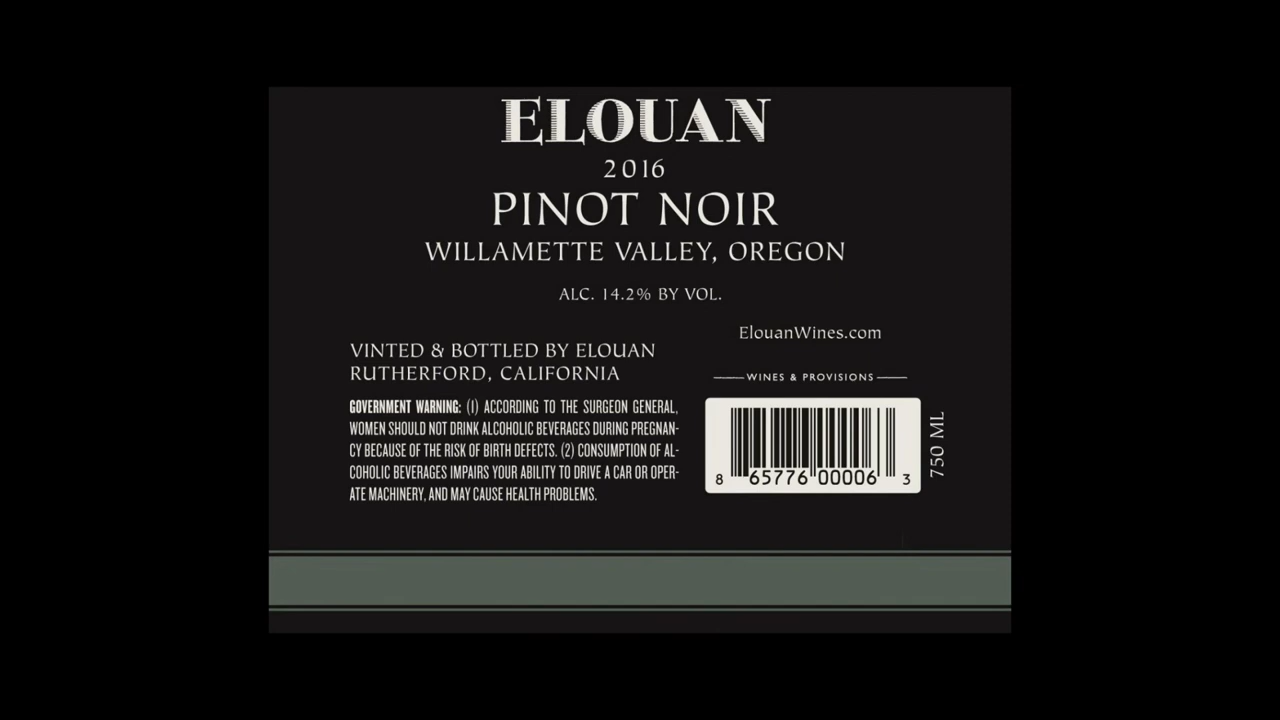 ELOUAN
2016
PINOT NOIR
WILLAMETTE VALLEY, OREGON
ALC. 14.2% BY VOL.
VINTED & BOTTLED BY ELOUAN
RUTHERFORD, CALIFORNIA
GOVERNMENT WARNING: (1) ACCORDING TO THE SURGEON GENERAL,
WOMEN SHOULD NOT DRINK ALCOHOLIC BEVERAGES DURING PREGNAN-
CY BECAUSE OF THE RISK OF BIRTH DEFECTS. (2) CONSUMPTION OF AL-
COHOLIC BEVERAGES IMPAIRS YOUR ABILITY TO DRIVE A CAR OR OPER-
ATE MACHINERY, AND MAY CAUSE HEALTH PROBLEMS.
ElouanWines.com
WINES & PROVISIONS
8 65776 00006 3
750 ML